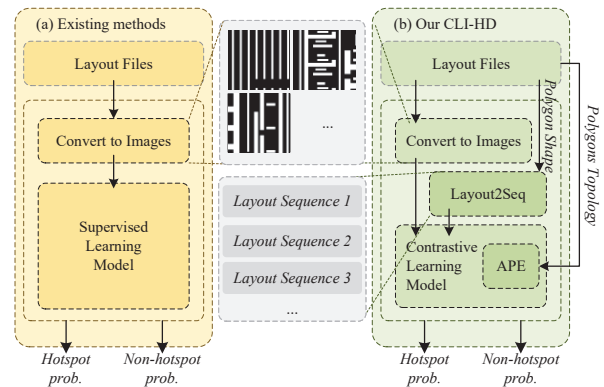 (a) Existing methods
Layout Files
Convert to Images
Supervised
Learning
Model
Hotspot
prob.
Non-hotspot
prob.
...
Layout Sequence 1
Layout Sequence 2
Layout Sequence 3
...
(b) Our CLI-HD
Layout Files
Convert to Images
Polygon Shape
Polygons Topology
Layout2Seq
Contrastive
Learning
Model
APE
Hotspot
prob.
Non-hotspot
prob.